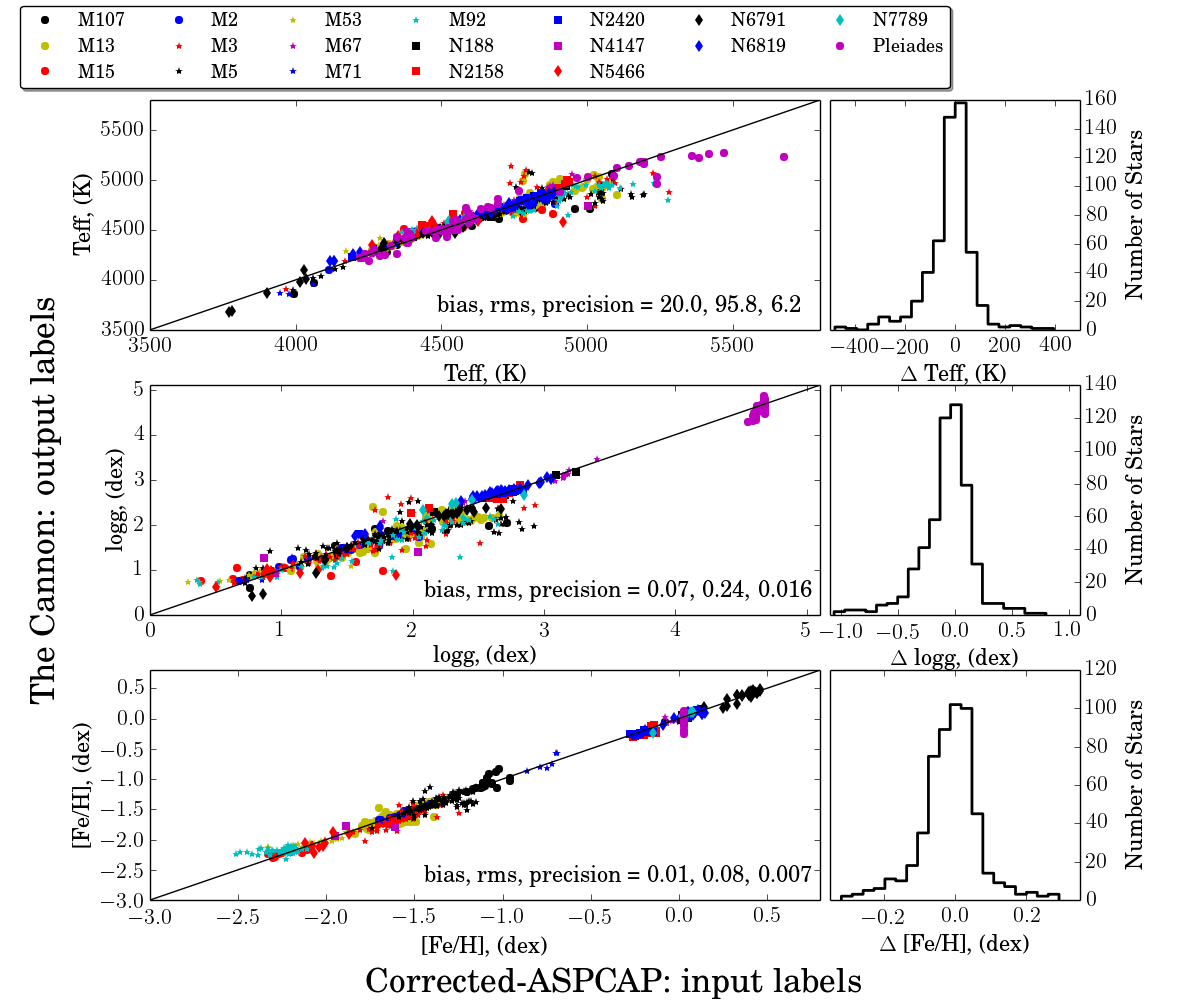 M107 M2 M53 M92 N2420 N6791 N7789
M13 M3 M67 N188 N4147 N6819 Pleiades
M15 M5 M71 N2158 N5466
The Cannon: output labels
Teff, (K)
5500
5000
4500
4000
3500
bias, rms, precision = 20.0, 95.8, 6.2
3500 4000 4500 5000 5500
Teff, (K)
160
140
120
100
80
60
40
20
0
Number of Stars
−400 −200 0 200 400
Δ Teff, (K)
logg, (dex)
5
4
3
2
1
0
bias, rms, precision = 0.07, 0.24, 0.016
0 1 2 3 4 5
logg, (dex)
140
120
100
80
60
40
20
0
Number of Stars
−1.0 −0.5 0.0 0.5 1.0
Δ logg, (dex)
[Fe/H], (dex)
0.5
0.0
−0.5
−1.0
−1.5
−2.0
−2.5
−3.0
bias, rms, precision = 0.01, 0.08, 0.007
−3.0 −2.5 −2.0 −1.5 −1.0 −0.5 0.0 0.5
[Fe/H], (dex)
120
100
80
60
40
20
0
Number of Stars
−0.2 0.0 0.2
Δ [Fe/H], (dex)
Corrected-ASPCAP: input labels